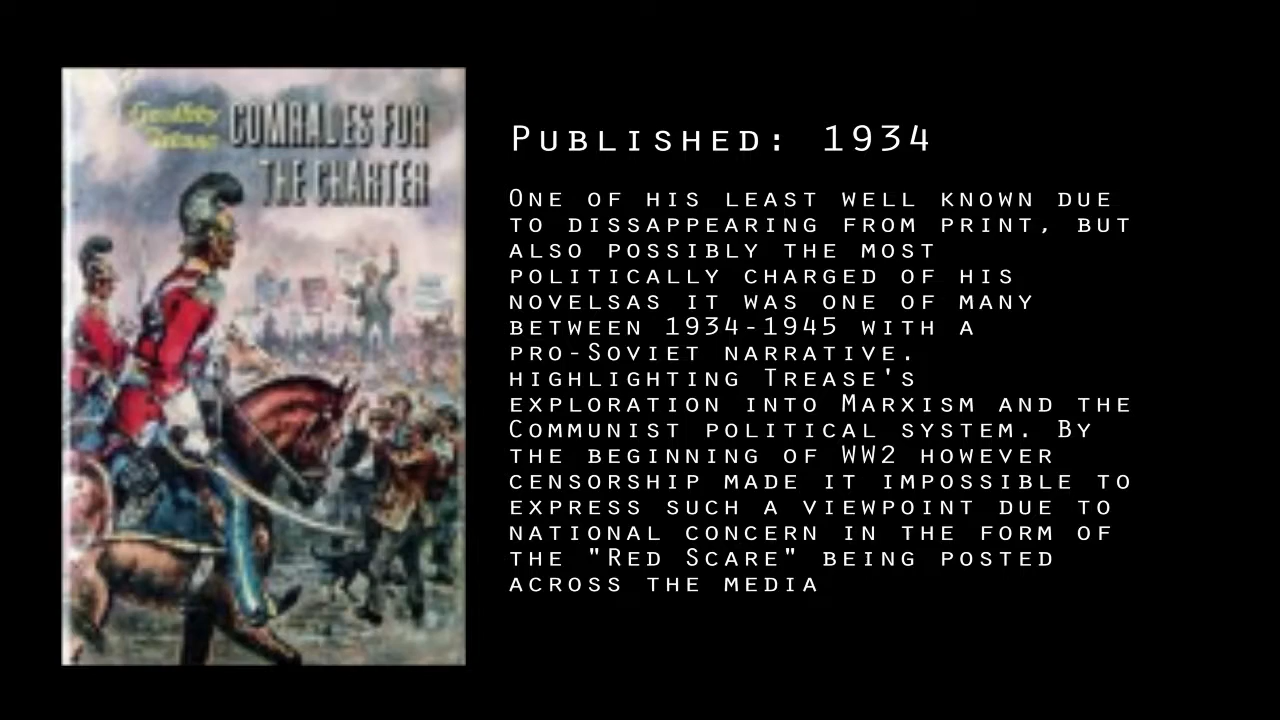 Geoffrey
Trease
COMRADES FOR
THE CHARTER
Published: 1934
One of his least well known due
to dissappearing from print, but
also possibly the most
politically charged of his
novelsas it was one of many
between 1934-1945 with a
pro-Soviet narrative.
highlighting Trease's
exploration into Marxism and the
Communist political system. By
the beginning of WW2 however
censorship made it impossible to
express such a viewpoint due to
national concern in the form of
the "Red Scare" being posted
across the media